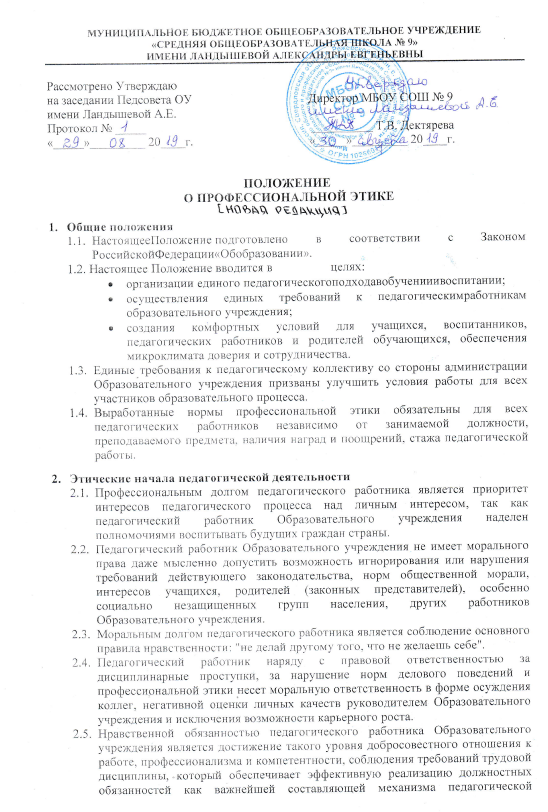 МУНИЦИПАЛЬНОЕ БЮДЖЕТНОЕ ОБЩЕОБРАЗОВАТЕЛЬНОЕ УЧРЕЖДЕНИЕ
«СРЕДНЯЯ ОБЩЕОБРАЗОВАТЕЛЬНАЯ ШКОЛА № 9»
ИМЕНИ ЛАНДЫШЕВОЙ АЛЕКСАНДРЫ ЕВГЕНЬЕВНЫ
Рассмотрено Утверждаю
на заседании Педсовета ОУ
имени Ландышевой А.Е.
Протокол № 1
« 29 » 08 20 19 г.
Утверждаю
Директор МБОУ СОШ № 9
имени Ландышевой А.Е.
Т.В. Дектярева
« 30 » августа 20 19 г.
ПОЛОЖЕНИЕ
О ПРОФЕССИОНАЛЬНОЙ ЭТИКЕ
[НОВАЯ РЕДАКЦИЯ]
1. Общие положения
1.1. НастоящееПоложение подготовлено в соответствии с Законом
РоссийскойФедерации«Обобразовании».
1.2. Настоящее Положение вводится в целях:
• организации единого педагогическогоподходавобученииивоспитании;
• осуществления единых требований к педагогическимработникам
образовательного учреждения;
• создания комфортных условий для учащихся, воспитанников,
педагогических работников и родителей обучающихся, обеспечения
микроклимата доверия и сотрудничества.
1.3. Единые требования к педагогическому коллективу со стороны администрации
Образовательного учреждения призваны улучшить условия работы для всех
участников образовательного процесса.
1.4. Выработанные нормы профессиональной этики обязательны для всех
педагогических работников независимо от занимаемой должности,
преподаваемого предмета, наличия наград и поощрений, стажа педагогической
работы.
2. Этические начала педагогической деятельности
2.1. Профессиональным долгом педагогического работника является приоритет
интересов педагогического процесса над личным интересом, так как
педагогический работник Образовательного учреждения наделен
полномочиями воспитывать будущих граждан страны.
2.2. Педагогический работник Образовательного учреждения не имеет морального
права даже мысленно допустить возможность игнорирования или нарушения
требований действующего законодательства, норм общественной морали,
интересов учащихся, родителей (законных представителей), особенно
социально незащищенных групп населения, других работников
Образовательного учреждения.
2.3. Моральным долгом педагогического работника является соблюдение основного
правила нравственности: "не делай другому того, что не желаешь себе".
2.4. Педагогический работник наряду с правовой ответственностью за
дисциплинарные проступки, за нарушение норм делового поведений и
профессиональной этики несет моральную ответственность в форме осуждения
коллег, негативной оценки личных качеств руководителем Образовательного
учреждения и исключения возможности карьерного роста.
2.5. Нравственной обязанностью педагогического работника Образовательного
учреждения является достижение такого уровня добросовестного отношения к
работе, профессионализма и компетентности, соблюдения требований трудовой
дисциплины, который обеспечивает эффективную реализацию должностных
обязанностей как важнейшей составляющей механизма педагогической